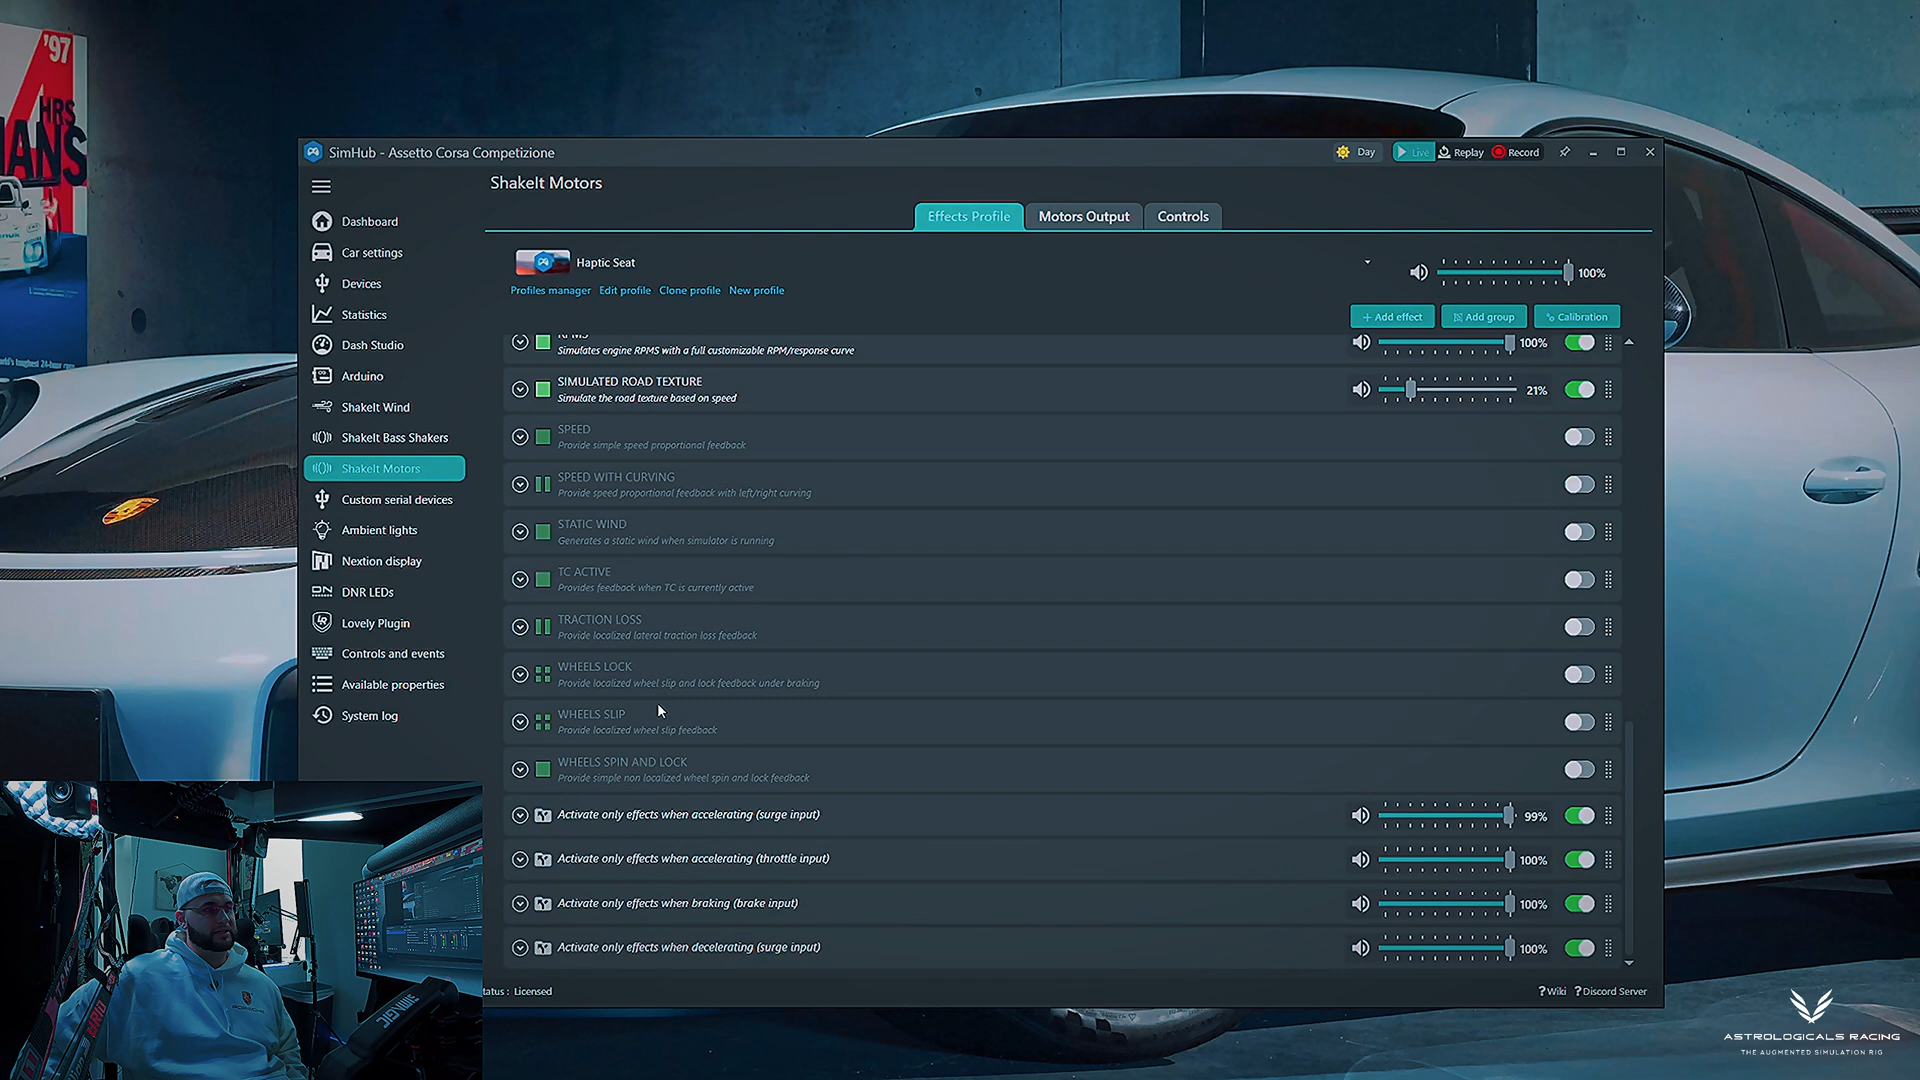 '97
HRS
ANS
SimHub - Assetto Corsa Competizione
Day
Live
Replay
Record
ShakeIt Motors
Dashboard
Car settings
Devices
Statistics
Dash Studio
Arduino
ShakeIt Wind
ShakeIt Bass Shakers
ShakeIt Motors
Custom serial devices
Ambient lights
Nextion display
DNR LEDs
Lovely Plugin
Controls and events
Available properties
System log
Effects Profile
Motors Output
Controls
Haptic Seat
100%
Profiles manager
Edit profile
Clone profile
New profile
+ Add effect
Add group
Calibration
RPMS
Simulates engine RPMS with a full customizable RPM/response curve
100%
SIMULATED ROAD TEXTURE
Simulate the road texture based on speed
21%
SPEED
Provide simple speed proportional feedback
SPEED WITH CURVING
Provide speed proportional feedback with left/right curving
STATIC WIND
Generates a static wind when simulator is running
TC ACTIVE
Provides feedback when TC is currently active
TRACTION LOSS
Provide localized lateral traction loss feedback
WHEELS LOCK
Provide localized wheel slip and lock feedback under braking
WHEELS SLIP
Provide localized wheel slip feedback
WHEELS SPIN AND LOCK
Provide simple non localized wheel spin and lock feedback
Activate only effects when accelerating (surge input)
99%
Activate only effects when accelerating (throttle input)
100%
Activate only effects when braking (brake input)
100%
Activate only effects when decelerating (surge input)
100%
tatus : Licensed
?Wiki
?Discord Server
ASTROLOGICALS RACING
THE AUGMENTED SIMULATION RIG